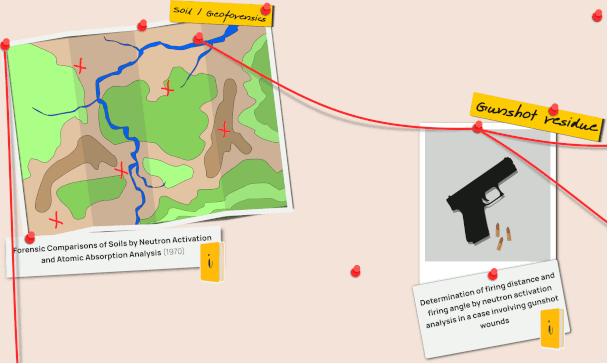 Soil / Geoforensics
Gunshot residue
Forensic Comparisons of Soils by Neutron Activation
and Atomic Absorption Analysis (1970)
i
Determination of firing distance and
firing angle by neutron activation
analysis in a case involving gunshot
wounds
i